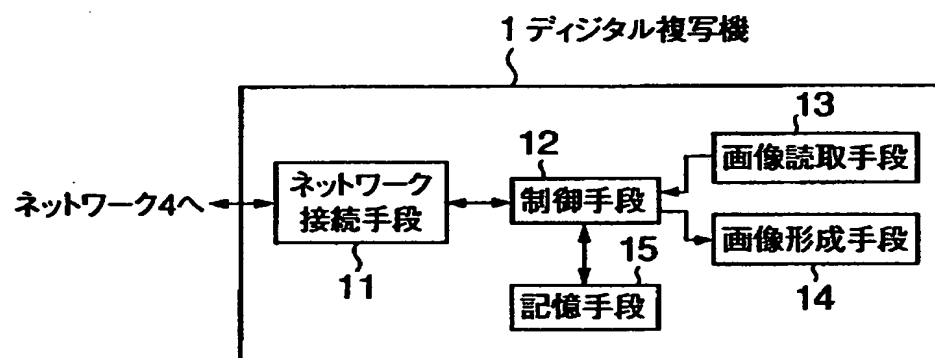 1 ディジタル複写機
13
画像読取手段
12
制御手段
ネットワーク
接続手段
11
ネットワーク4へ
画像形成手段
14
15
記憶手段